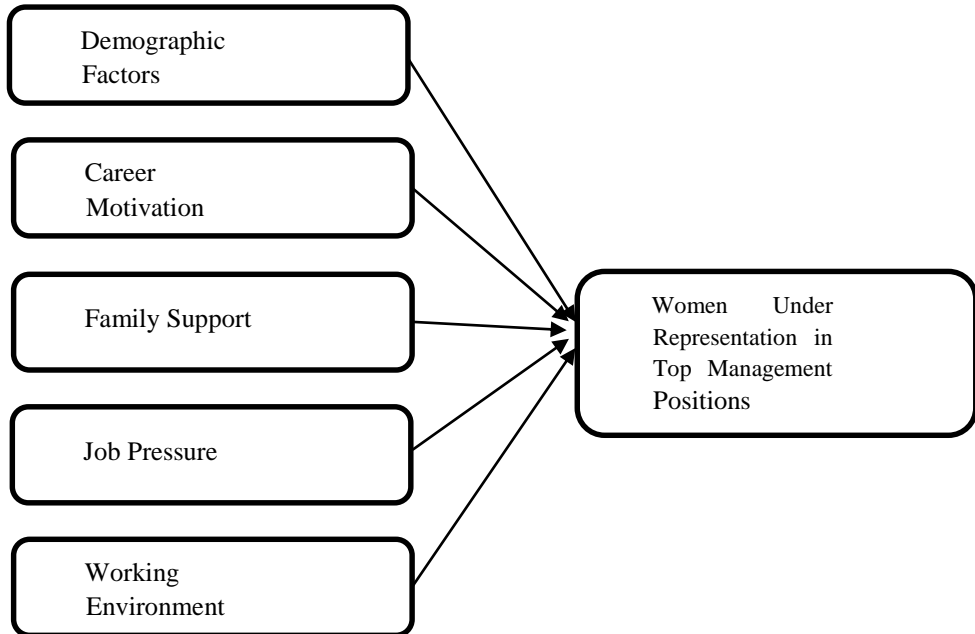 Demographic
Factors
Career
Motivation
Family Support
Job Pressure
Working
Environment
Women Under
Representation in
Top Management
Positions